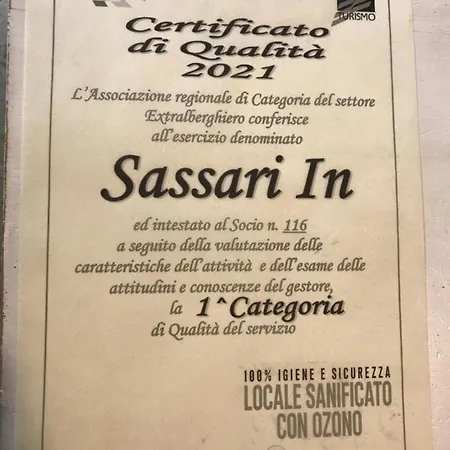 TURISMO
Certificato
di Qualità
2021
L'Associazione regionale di Categoria del settore
Extralberghiero conferisce
all'esercizio denominato
Sassari In
ed intestato al Socio n. 116
a seguito della valutazione delle
caratteristiche dell'attività e dell'esame delle
attitudini e conoscenze del gestore,
la 1^Categoria
di Qualità del servizio
100% IGIENE E SICUREZZA
LOCALE SANIFICATO
CON OZONO